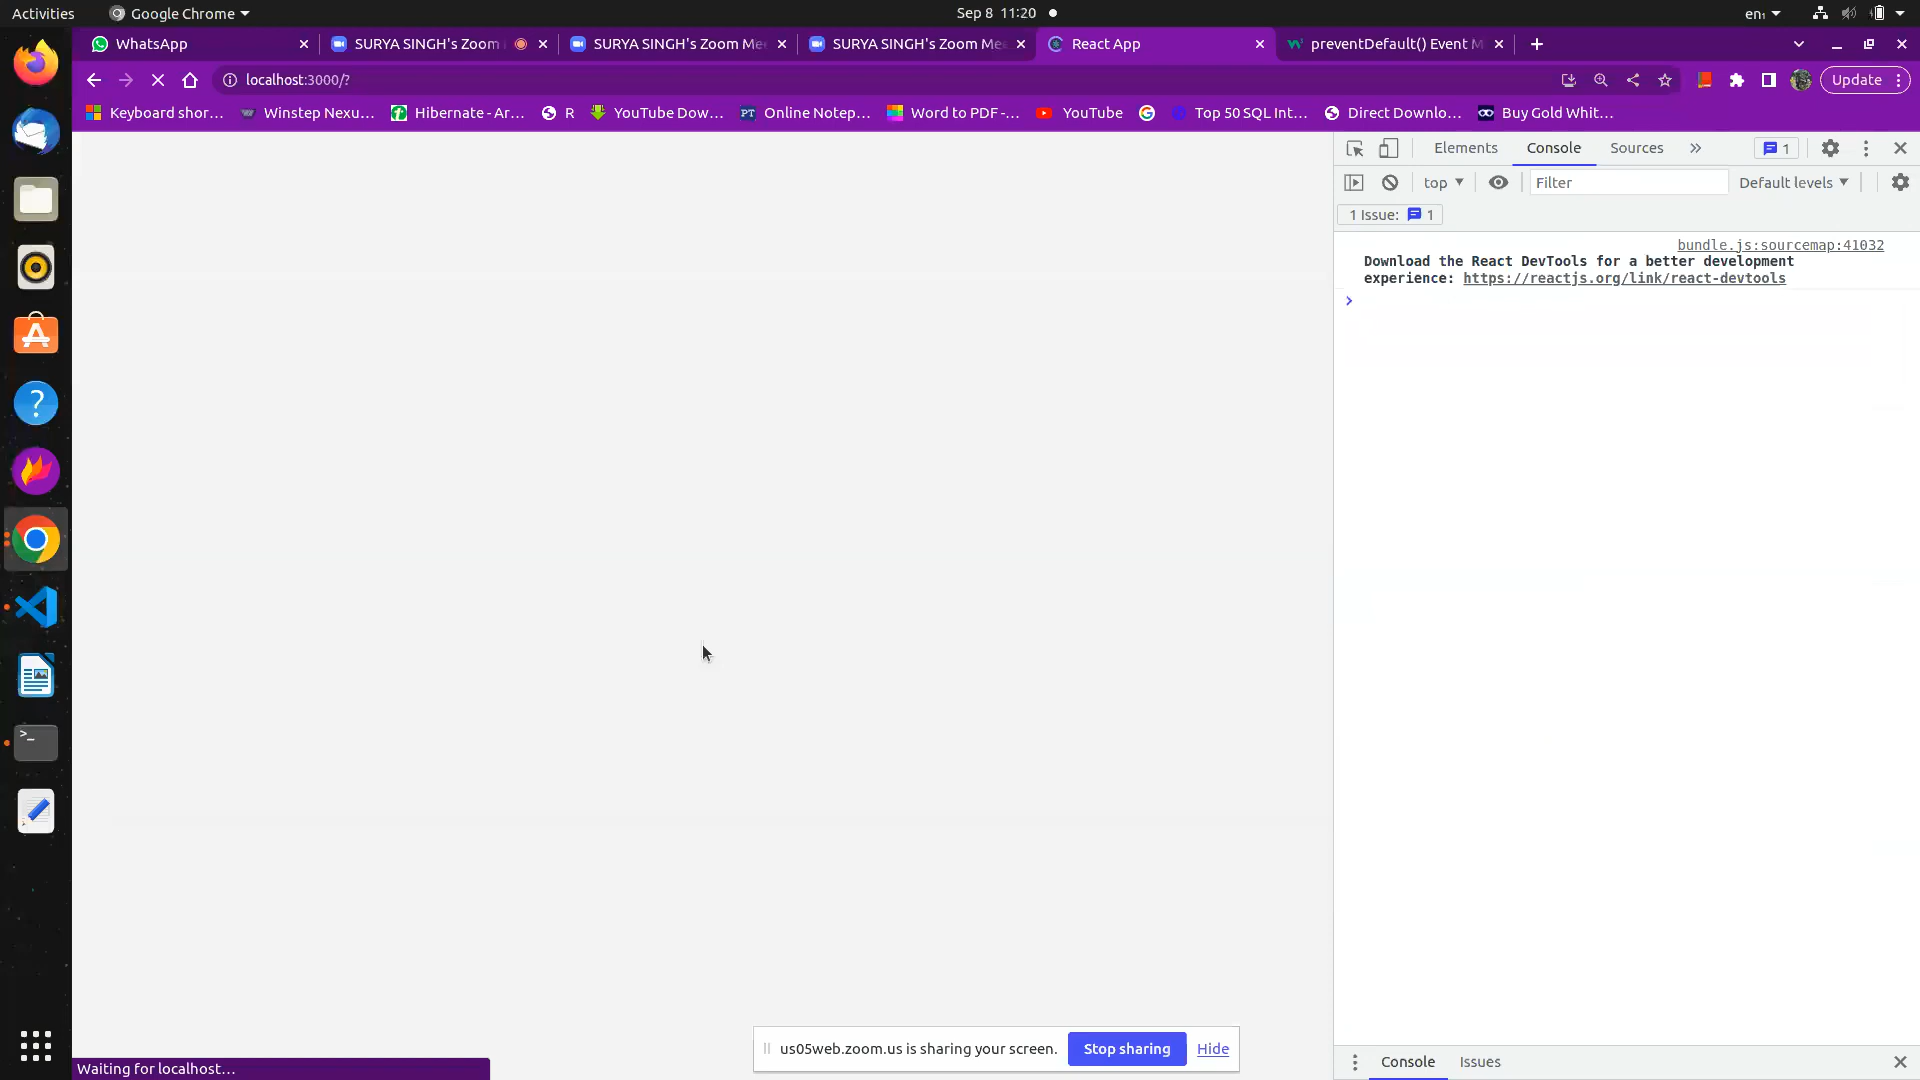 Activities
Google Chrome
Sep 8 11:20
en₁
WhatsApp
SURYA SINGH's Zoom
SURYA SINGH's Zoom Me
SURYA SINGH's Zoom Me
React App
preventDefault() Event M
localhost:3000/?
Update
Keyboard shor...
Winstep Nexu...
Hibernate - Ar...
R
YouTube Dow...
PT
Online Notep...
Word to PDF -...
YouTube
Top 50 SQL Int...
Direct Downlo...
Buy Gold Whit...
Elements
Console
Sources
1
top
Filter
Default levels
1 Issue: 1
bundle.js:sourcemap:41032
Download the React DevTools for a better development
experience: https://reactjs.org/link/react-devtools
us05web.zoom.us is sharing your screen.
Stop sharing
Hide
Waiting for localhost...
Console
Issues